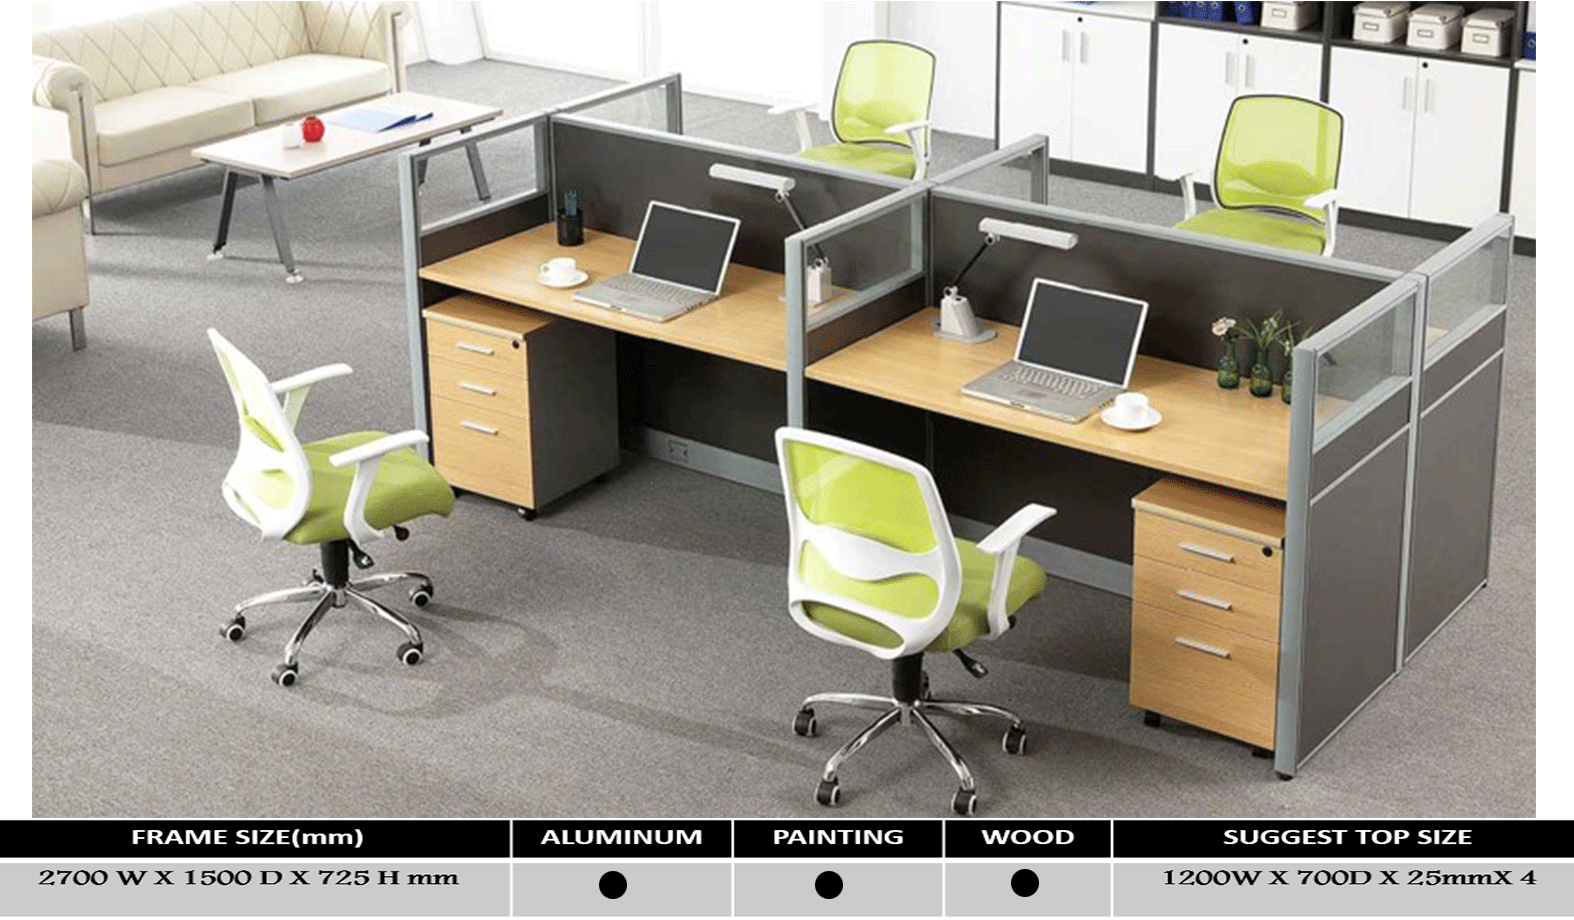 FRAME SIZE(mm) ALUMINUM PAINTING WOOD SUGGEST TOP SIZE
2700 W X 1500 D X 725 H mm ● ● ● 1200W X 700D X 25mmX 4